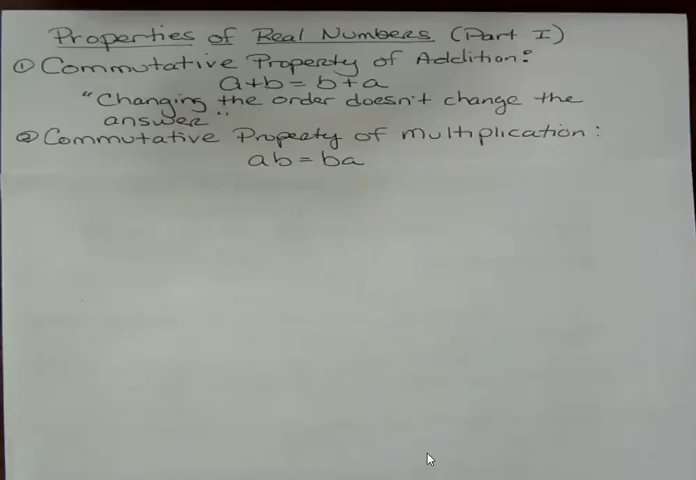 Properties of Real Numbers (Part I)
① Commutative Property of Addition:
a+b = b+a
"Changing the order doesn't change the
answer"
② Commutative Property of multiplication:
ab = ba